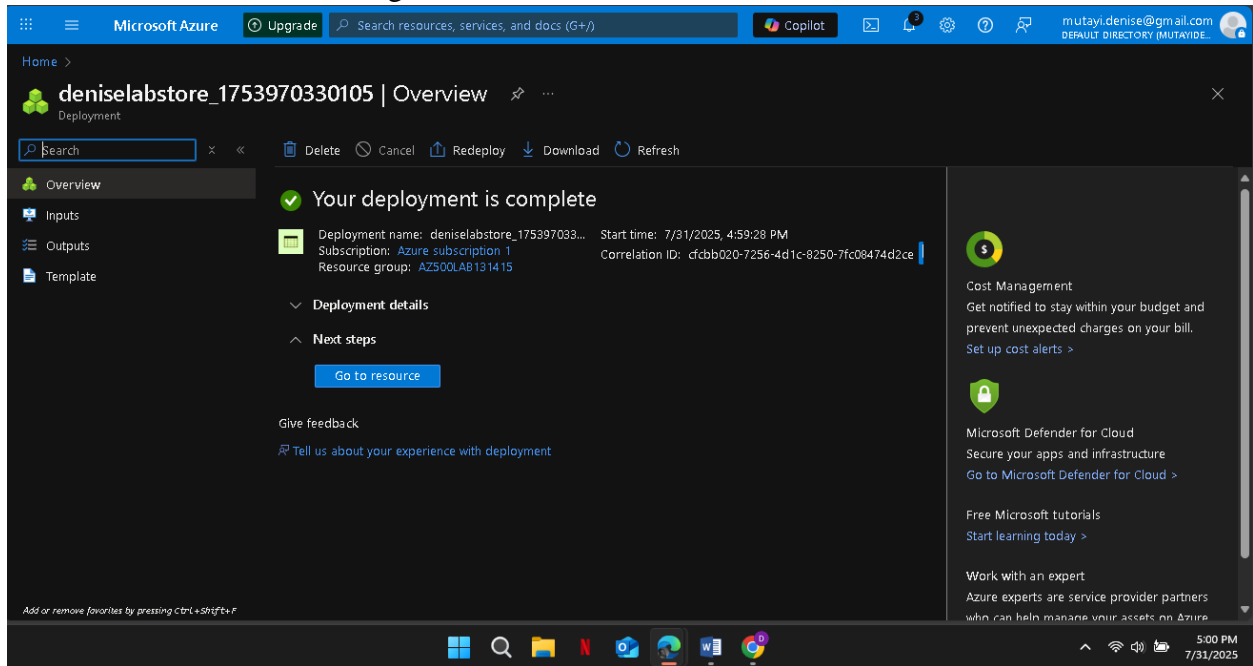 Microsoft Azure
Upgrade
Search resources, services, and docs (G+/)
Copilot
3
mutayi.denise@gmail.com
DEFAULT DIRECTORY (MUTAYIDE...
Home >
deniselabstore_1753970330105 | Overview
Deployment
Search
Delete
Cancel
Redeploy
Download
Refresh
Overview
Inputs
Outputs
Template
Your deployment is complete
Deployment name: deniselabstore_175397033...
Subscription: Azure subscription 1
Resource group: AZ500LAB131415
Start time: 7/31/2025, 4:59:28 PM
Correlation ID: cfcbb020-7256-4d1c-8250-7fc08474d2ce
Deployment details
Next steps
Go to resource
Give feedback
Tell us about your experience with deployment
Cost Management
Get notified to stay within your budget and
prevent unexpected charges on your bill.
Set up cost alerts >
Microsoft Defender for Cloud
Secure your apps and infrastructure
Go to Microsoft Defender for Cloud >
Free Microsoft tutorials
Start learning today >
Work with an expert
Azure experts are service provider partners
who can help manage your assets on Azure
Add or remove favorites by pressing Ctrl+Shift+F
5:00 PM
7/31/2025